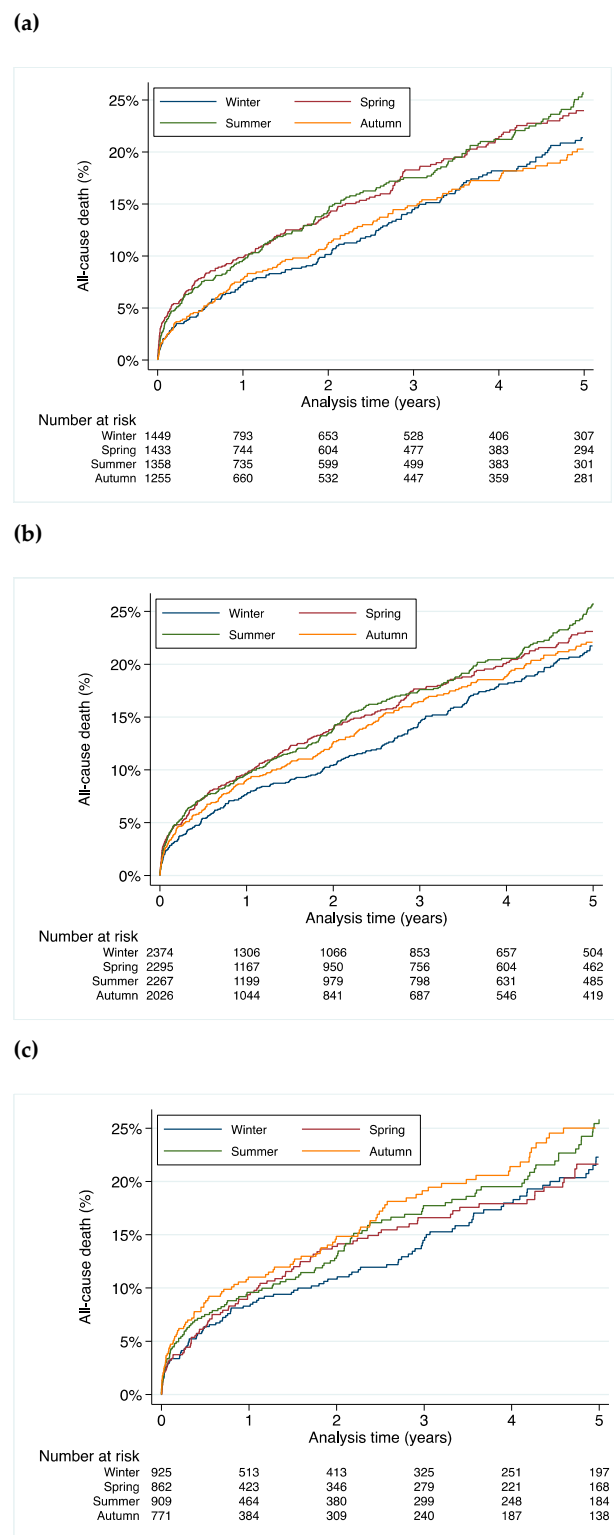 (a)
25%
Winter Spring
Summer Autumn
20%
15%
10%
5%
0%
All-cause death (%)
0 1 2 3 4 5
Analysis time (years)
Number at risk
Winter 1449 793 653 528 406 307
Spring 1433 744 604 477 383 294
Summer 1358 735 599 499 383 301
Autumn 1255 660 532 447 359 281
(b)
25%
Winter Spring
Summer Autumn
20%
15%
10%
5%
0%
All-cause death (%)
0 1 2 3 4 5
Analysis time (years)
Number at risk
Winter 2374 1306 1066 853 657 504
Spring 2295 1167 950 756 604 462
Summer 2267 1199 979 798 631 485
Autumn 2026 1044 841 687 546 419
(c)
25%
Winter Spring
Summer Autumn
20%
15%
10%
5%
0%
All-cause death (%)
0 1 2 3 4 5
Analysis time (years)
Number at risk
Winter 925 513 413 325 251 197
Spring 862 423 346 279 221 168
Summer 909 464 380 299 248 184
Autumn 771 384 309 240 187 138